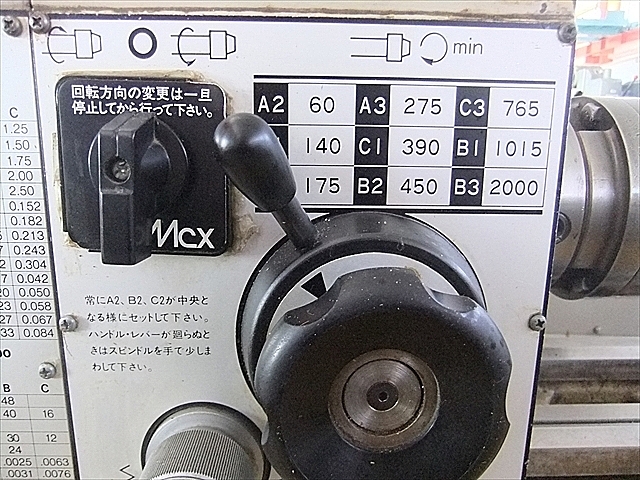 min
回転方向の変更は一旦
停止してから行って下さい。
A2 60 A3 275 C3 765
140 C1 390 B1 1015
175 B2 450 B3 2000
Mcx
常にA2、B2、C2が中央と
なる様にセットして下さい。
ハンドル・レバーが廻らぬと
きはスピンドルを手で少しま
わして下さい。
C
1.25
1.50
1.75
2.00
2.50
0.152
0.182
0.213
0.243
0.304
0.042
0.050
0.058
0.067
0.084
B C
48
40 16
30 12
24
.0025 .0063
.0031 .0076